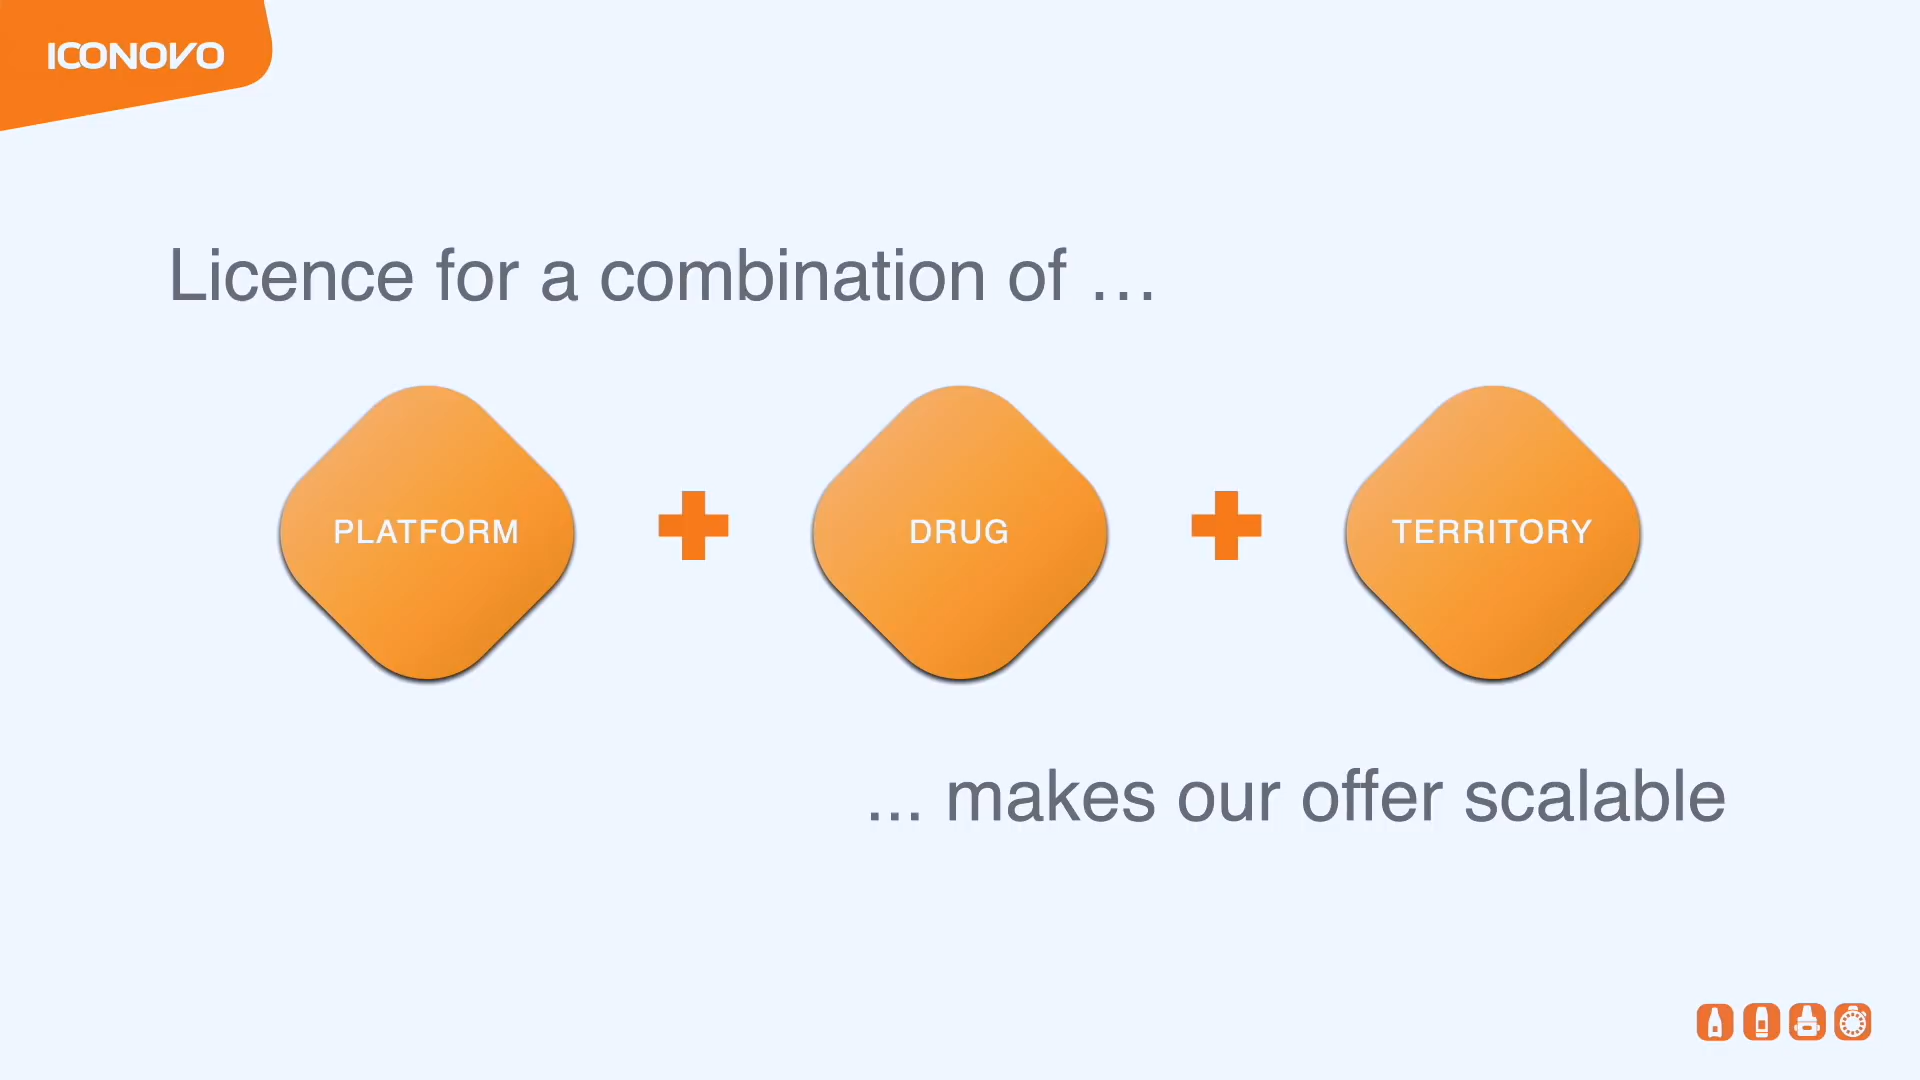 ICONOVO
Licence for a combination of …
PLATFORM
DRUG
TERRITORY
... makes our offer scalable